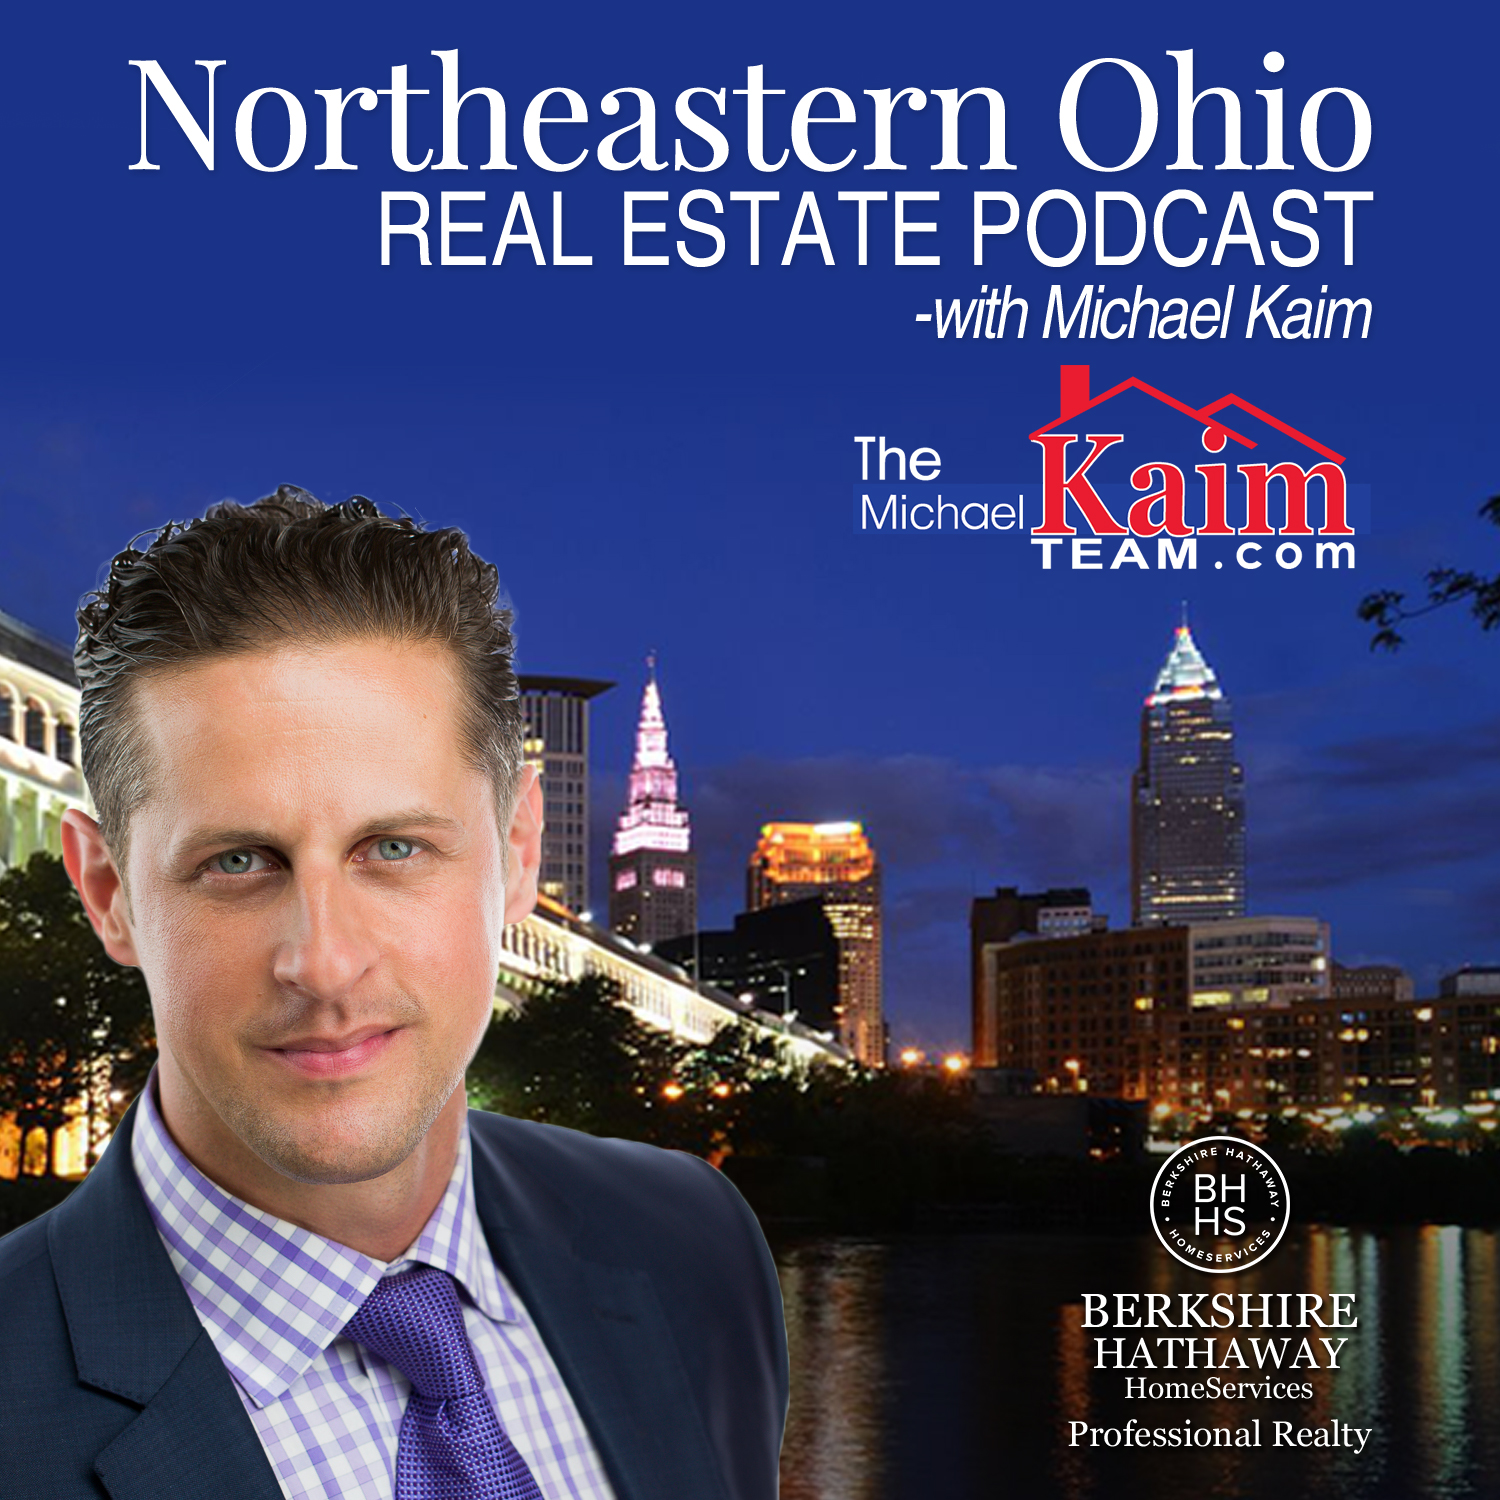 Northeastern Ohio
REAL ESTATE PODCAST
-with Michael Kaim
The
Michael Kaim
TEAM.com
BERKSHIRE HATHAWAY
BH
HS
• HOMESERVICES •
BERKSHIRE
HATHAWAY
HomeServices
Professional Realty